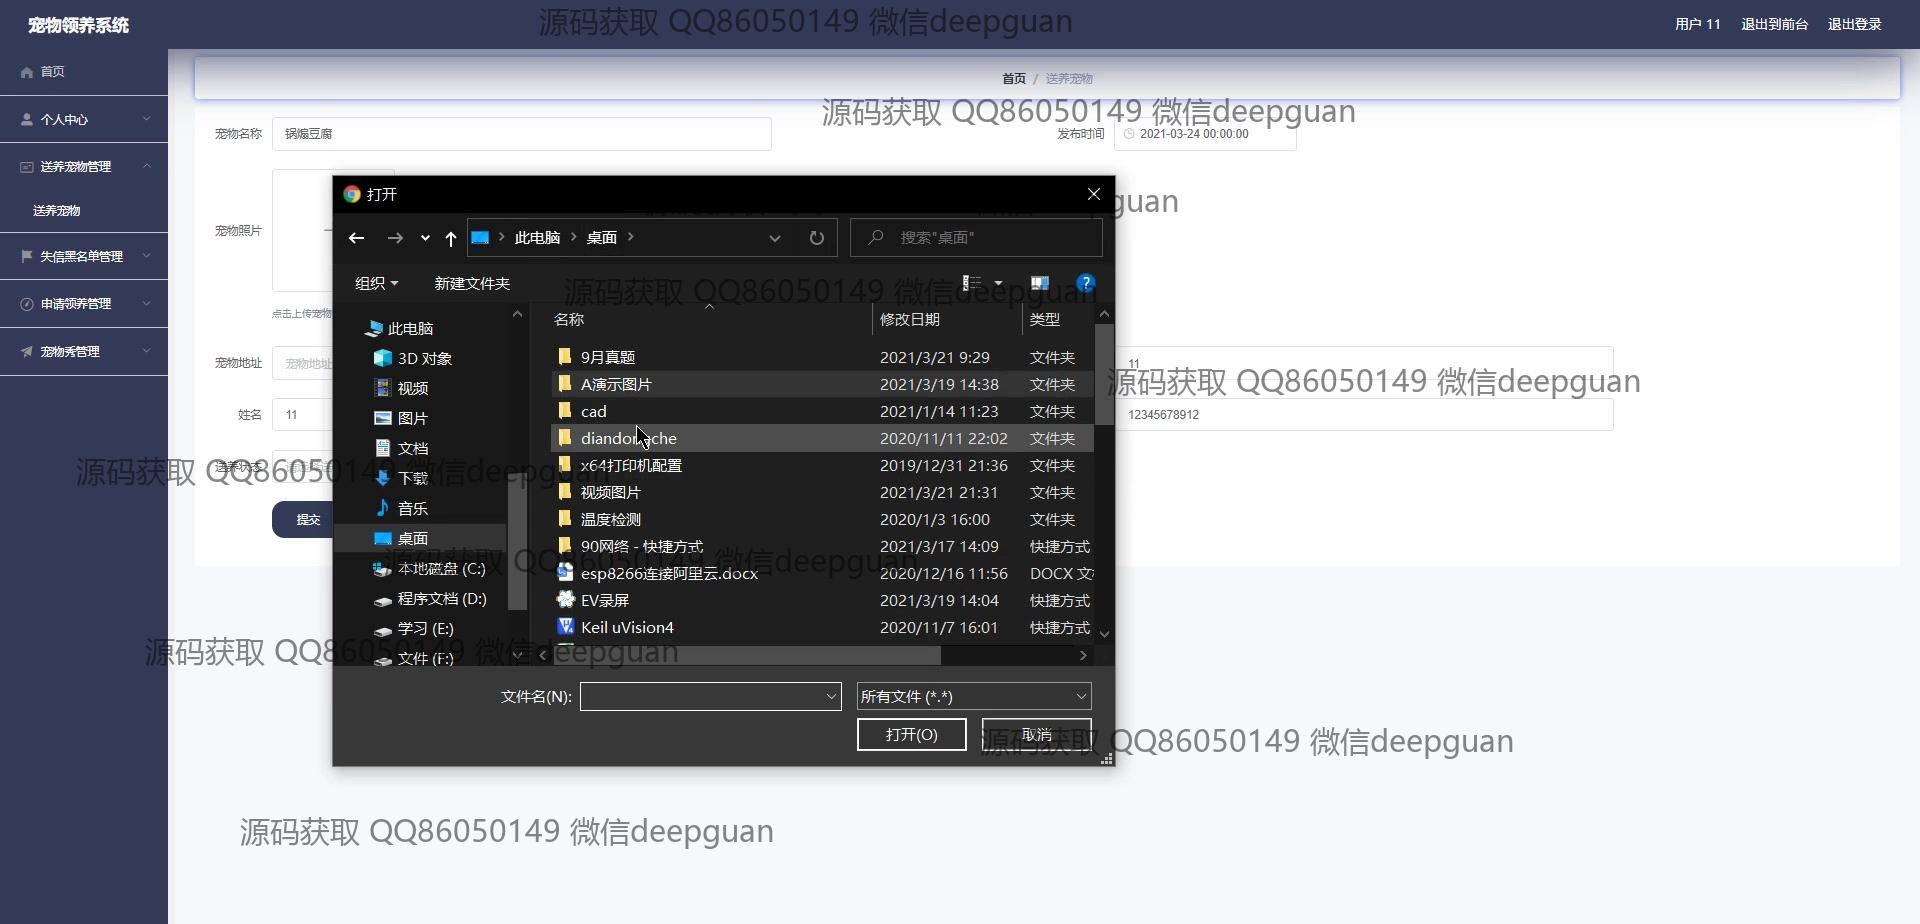 宠物领养系统
源码获取 QQ86050149 微信deepguan
用户 11
退出到前台
退出登录
首页
个人中心
送养宠物管理
送养宠物
失信黑名单管理
申请领养管理
宠物秀管理
首页 / 送养宠物
源码获取 QQ86050149 微信deepguan
宠物名称
锅煸豆腐
发布时间
2021-03-24 00:00:00
guan
宠物照片
点击上传宠物
宠物地址
宠物地址
11
源码获取 QQ86050149 微信deepguan
姓名
11
12345678912
送养状态
源码获取 QQ86050149 微信deepguan
提交
打开
此电脑
桌面
搜索"桌面"
组织
新建文件夹
源码获取 QQ86050149 微信deepguan
此电脑
3D 对象
视频
图片
文档
下载
音乐
桌面
本地磁盘 (C:)
程序文档 (D:)
学习 (E:)
文件 (F:)
名称 修改日期 类型
9月真题 2021/3/21 9:29 文件夹
A演示图片 2021/3/19 14:38 文件夹
cad 2021/1/14 11:23 文件夹
2020/11/11 22:02 文件夹
x64打印机配置 2019/12/31 21:36 文件夹
视频图片 2021/3/21 21:31 文件夹
温度检测 2020/1/3 16:00 文件夹
90网络 - 快捷方式 2021/3/17 14:09 快捷方式
源码获取 QQ86050149 微信deepguan
esp8266连接阿里云.docx 2020/12/16 11:56 DOCX 文
EV录屏 2021/3/19 14:04 快捷方式
Keil uVision4 2020/11/7 16:01 快捷方式
源码获取 QQ86050149 微信deepguan
文件名(N):
所有文件 (*.*)
打开(O)
取消
源码获取 QQ86050149 微信deepguan
源码获取 QQ86050149 微信deepguan